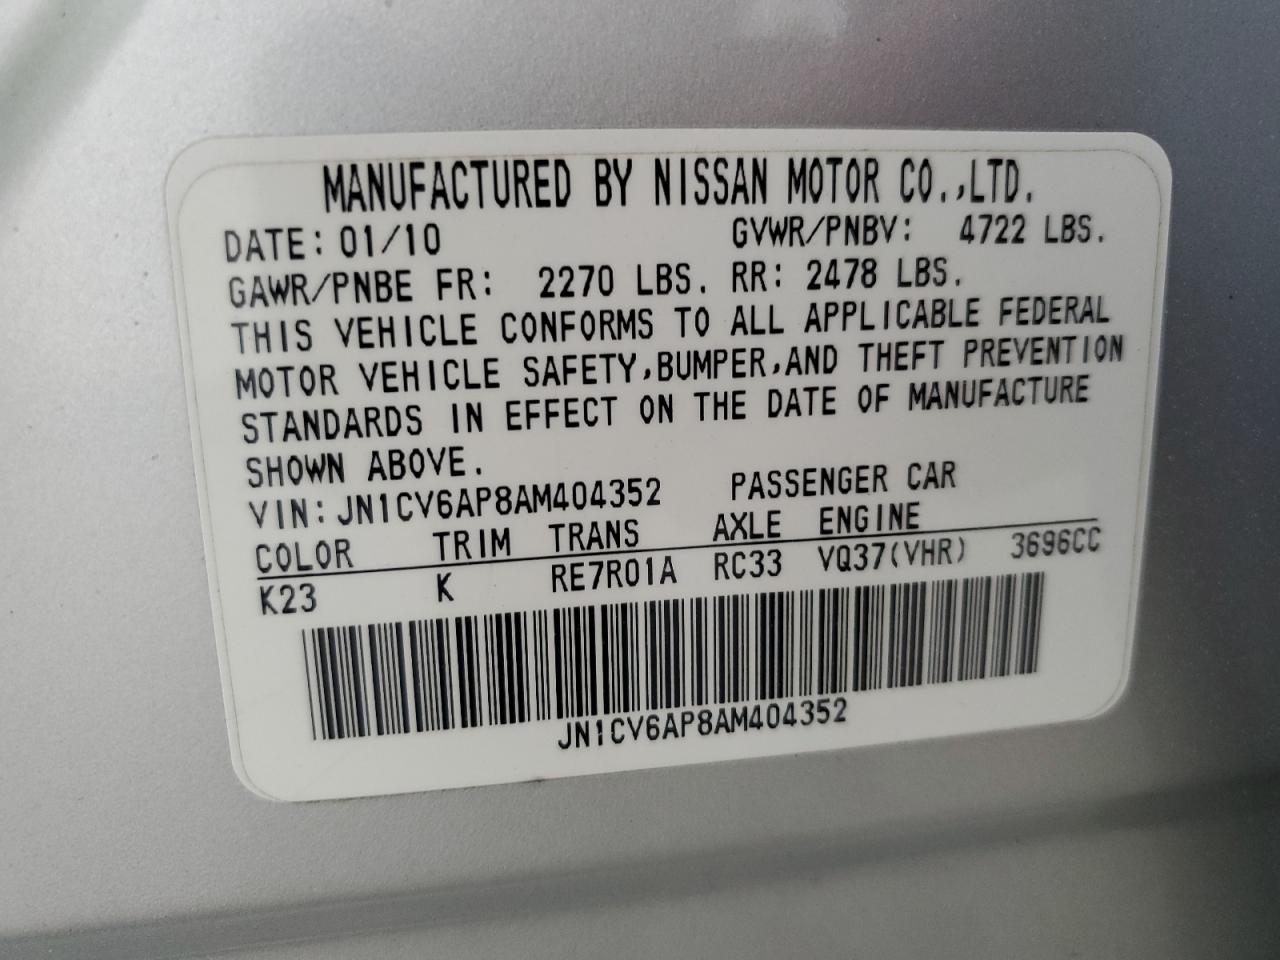 MANUFACTURED BY NISSAN MOTOR CO.,LTD.
DATE: 01/10 GVWR/PNBV: 4722 LBS.
GAWR/PNBE FR: 2270 LBS. RR: 2478 LBS.
THIS VEHICLE CONFORMS TO ALL APPLICABLE FEDERAL
MOTOR VEHICLE SAFETY,BUMPER,AND THEFT PREVENTION
STANDARDS IN EFFECT ON THE DATE OF MANUFACTURE
SHOWN ABOVE.
VIN: JN1CV6AP8AM404352 PASSENGER CAR
COLOR TRIM TRANS AXLE ENGINE
K23 K RE7R01A RC33 VQ37(VHR) 3696CC
JN1CV6AP8AM404352